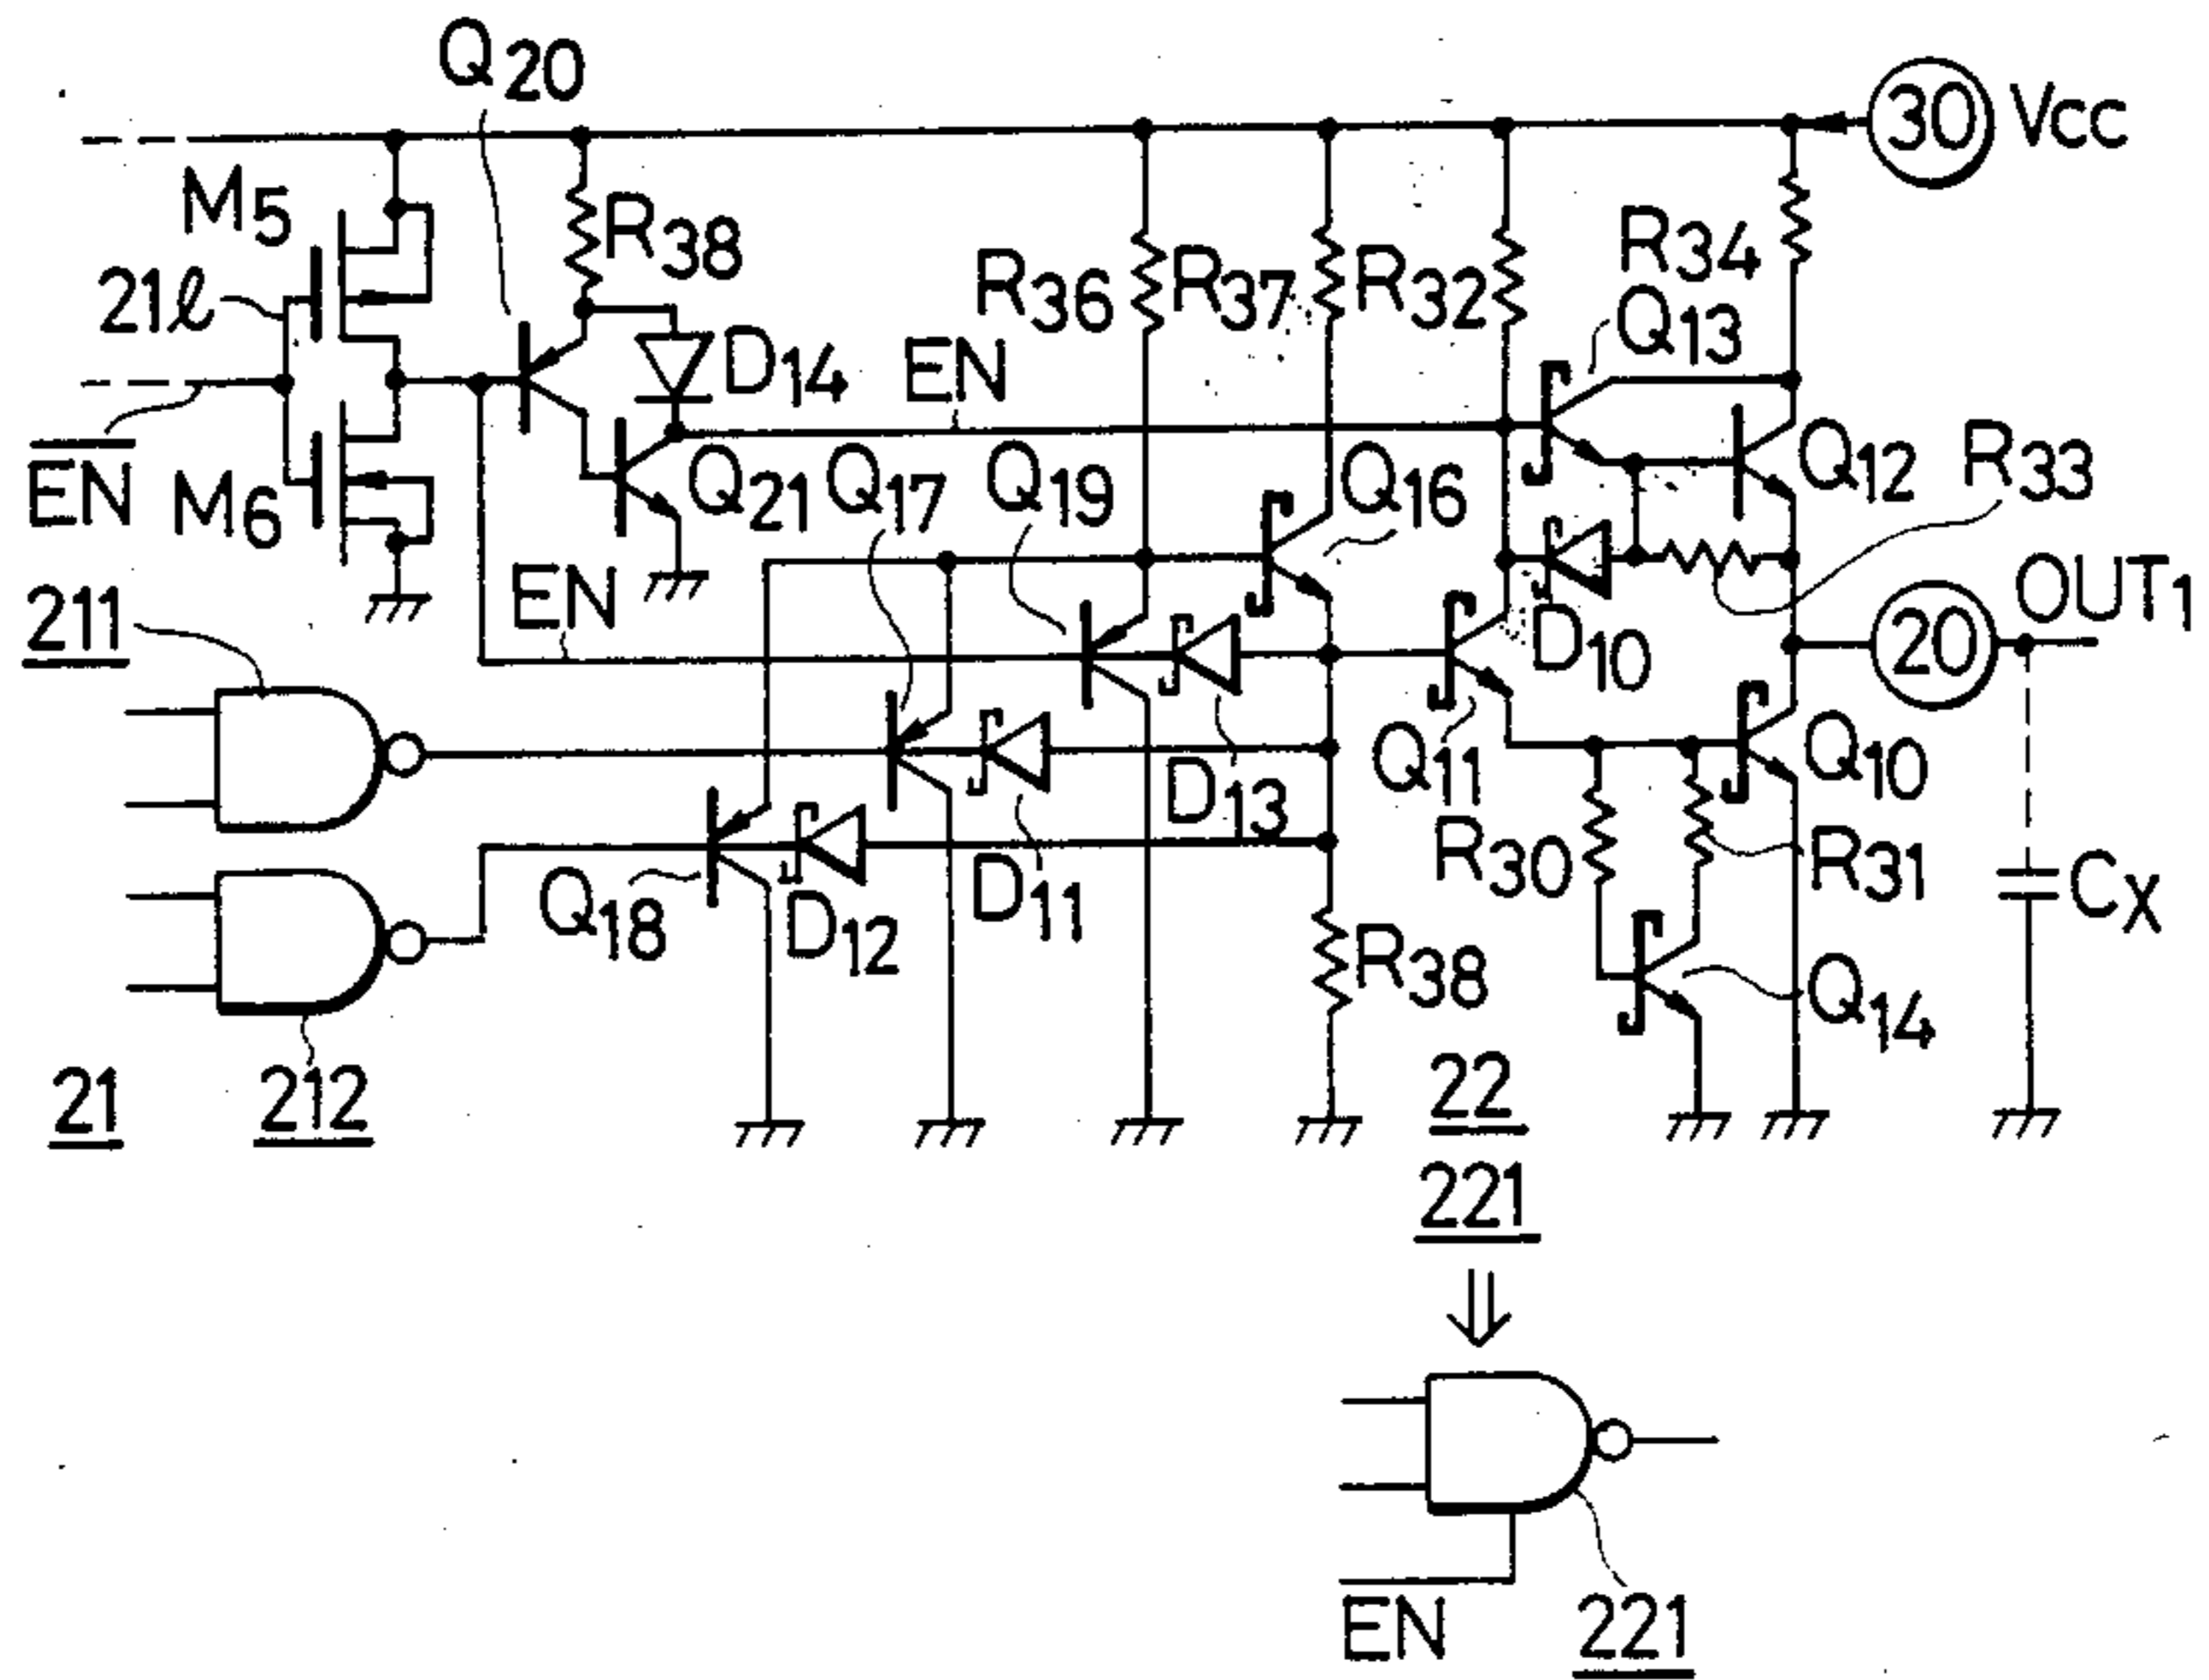 Q20
30 VCC
M5
R38
R34
21ℓ
R36
R37
R32
Q13
D14
EN
Q12
R33
EN
M6
Q21
Q17
Q19
Q16
EN
OUT1
211
20
D10
Q11
Q10
D13
R30
R31
CX
Q18
D12
D11
R38
Q14
21
212
22
221
EN
221